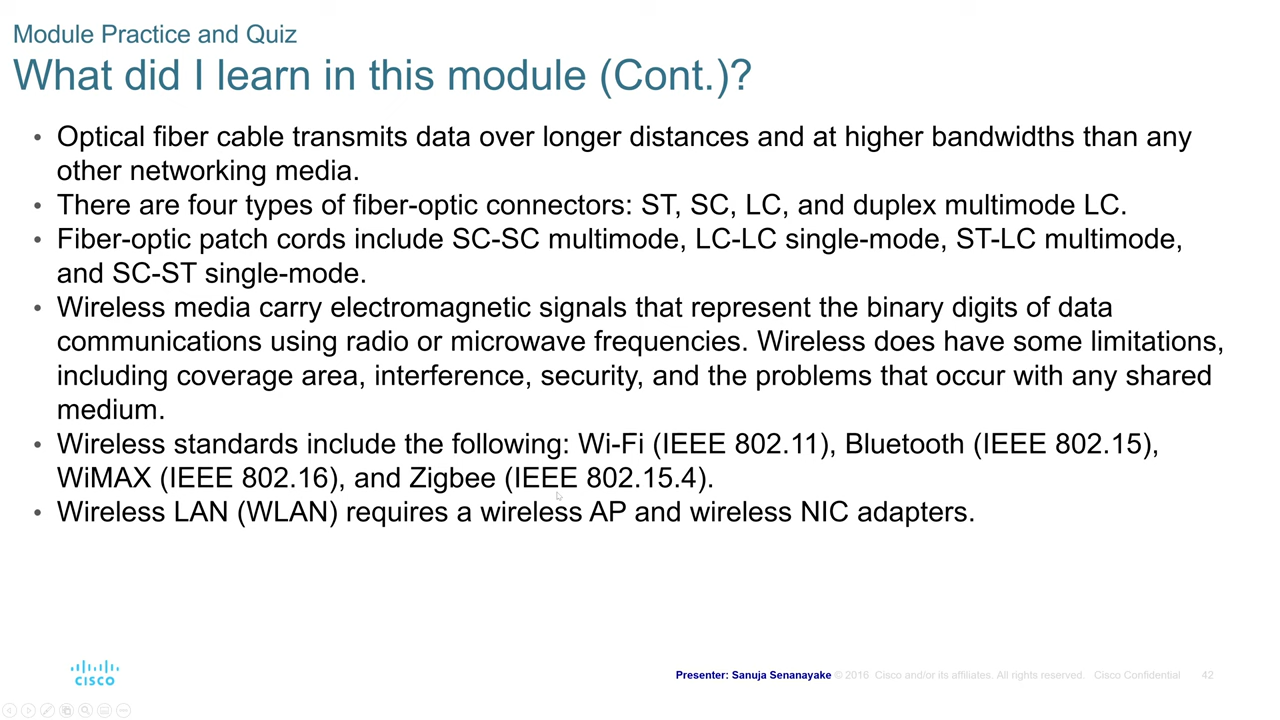 Module Practice and Quiz
What did I learn in this module (Cont.)?
• Optical fiber cable transmits data over longer distances and at higher bandwidths than any
other networking media.
• There are four types of fiber-optic connectors: ST, SC, LC, and duplex multimode LC.
• Fiber-optic patch cords include SC-SC multimode, LC-LC single-mode, ST-LC multimode,
and SC-ST single-mode.
• Wireless media carry electromagnetic signals that represent the binary digits of data
communications using radio or microwave frequencies. Wireless does have some limitations,
including coverage area, interference, security, and the problems that occur with any shared
medium.
• Wireless standards include the following: Wi-Fi (IEEE 802.11), Bluetooth (IEEE 802.15),
WiMAX (IEEE 802.16), and Zigbee (IEEE 802.15.4).
• Wireless LAN (WLAN) requires a wireless AP and wireless NIC adapters.
CISCO
Presenter: Sanuja Senanayake © 2016 Cisco and/or its affiliates. All rights reserved. Cisco Confidential 42